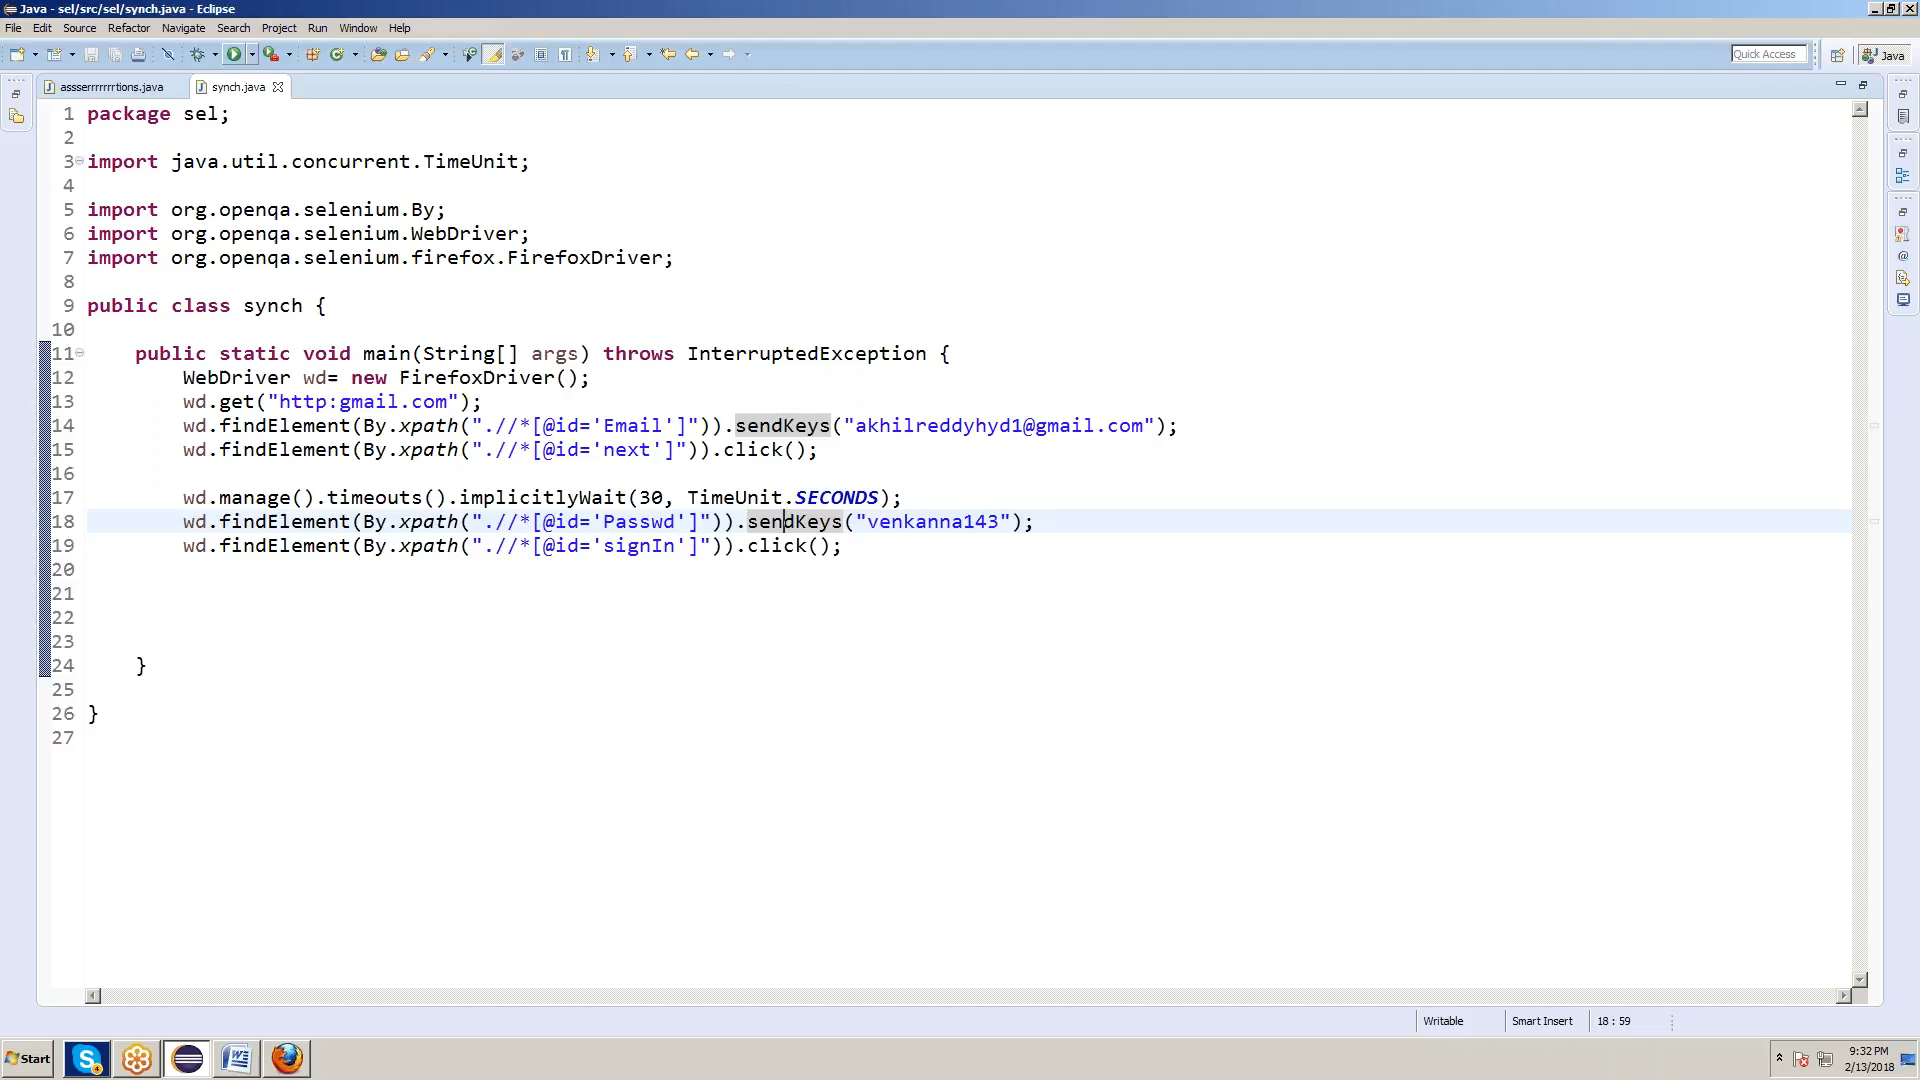 Java - sel/src/sel/synch.java - Eclipse
File Edit Source Refactor Navigate Search Project Run Window Help
Quick Access
Java
assserrrrrrrtions.java synch.java
1 package sel;
2
3 import java.util.concurrent.TimeUnit;
4
5 import org.openqa.selenium.By;
6 import org.openqa.selenium.WebDriver;
7 import org.openqa.selenium.firefox.FirefoxDriver;
8
9 public class synch {
10
11 public static void main(String[] args) throws InterruptedException {
12 WebDriver wd= new FirefoxDriver();
13 wd.get("http:gmail.com");
14 wd.findElement(By.xpath(".//*[@id='Email']")).sendKeys("akhilreddyhyd1@gmail.com");
15 wd.findElement(By.xpath(".//*[@id='next']")).click();
16
17 wd.manage().timeouts().implicitlyWait(30, TimeUnit.SECONDS);
18 wd.findElement(By.xpath(".//*[@id='Passwd']")).sendKeys("venkanna143");
19 wd.findElement(By.xpath(".//*[@id='signIn']")).click();
20
21
22
23
24 }
25
26 }
27
Writable Smart Insert 18 : 59
Start
9:32 PM
2/13/2018